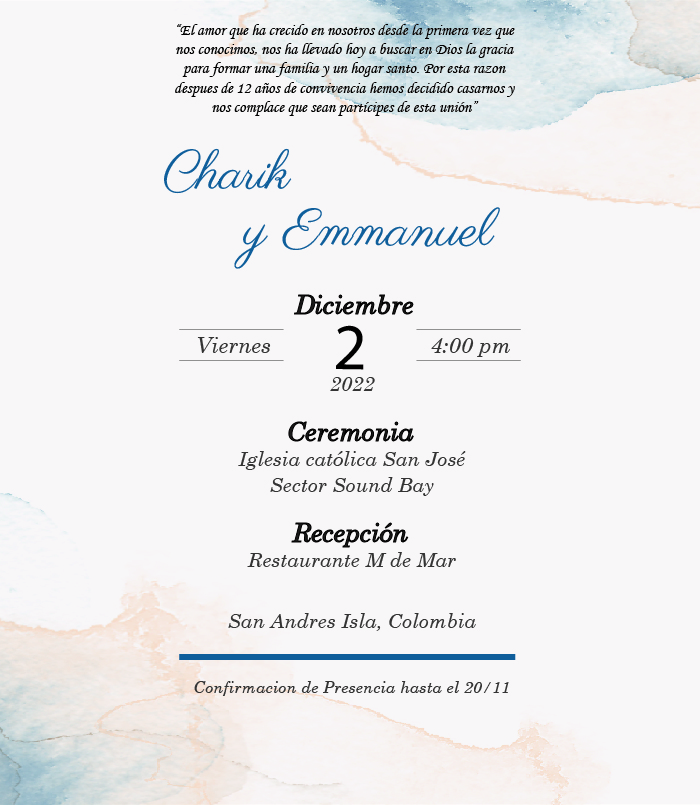 “El amor que ha crecido en nosotros desde la primera vez que
nos conocimos, nos ha llevado hoy a buscar en Dios la gracia
para formar una familia y un hogar santo. Por esta razon
despues de 12 años de convivencia hemos decidido casarnos y
nos complace que sean partícipes de esta unión”
Charik
y Emmanuel
Diciembre
Viernes 2 4:00 pm
2022
Ceremonia
Iglesia católica San José
Sector Sound Bay
Recepción
Restaurante M de Mar
San Andres Isla, Colombia
Confirmacion de Presencia hasta el 20/11